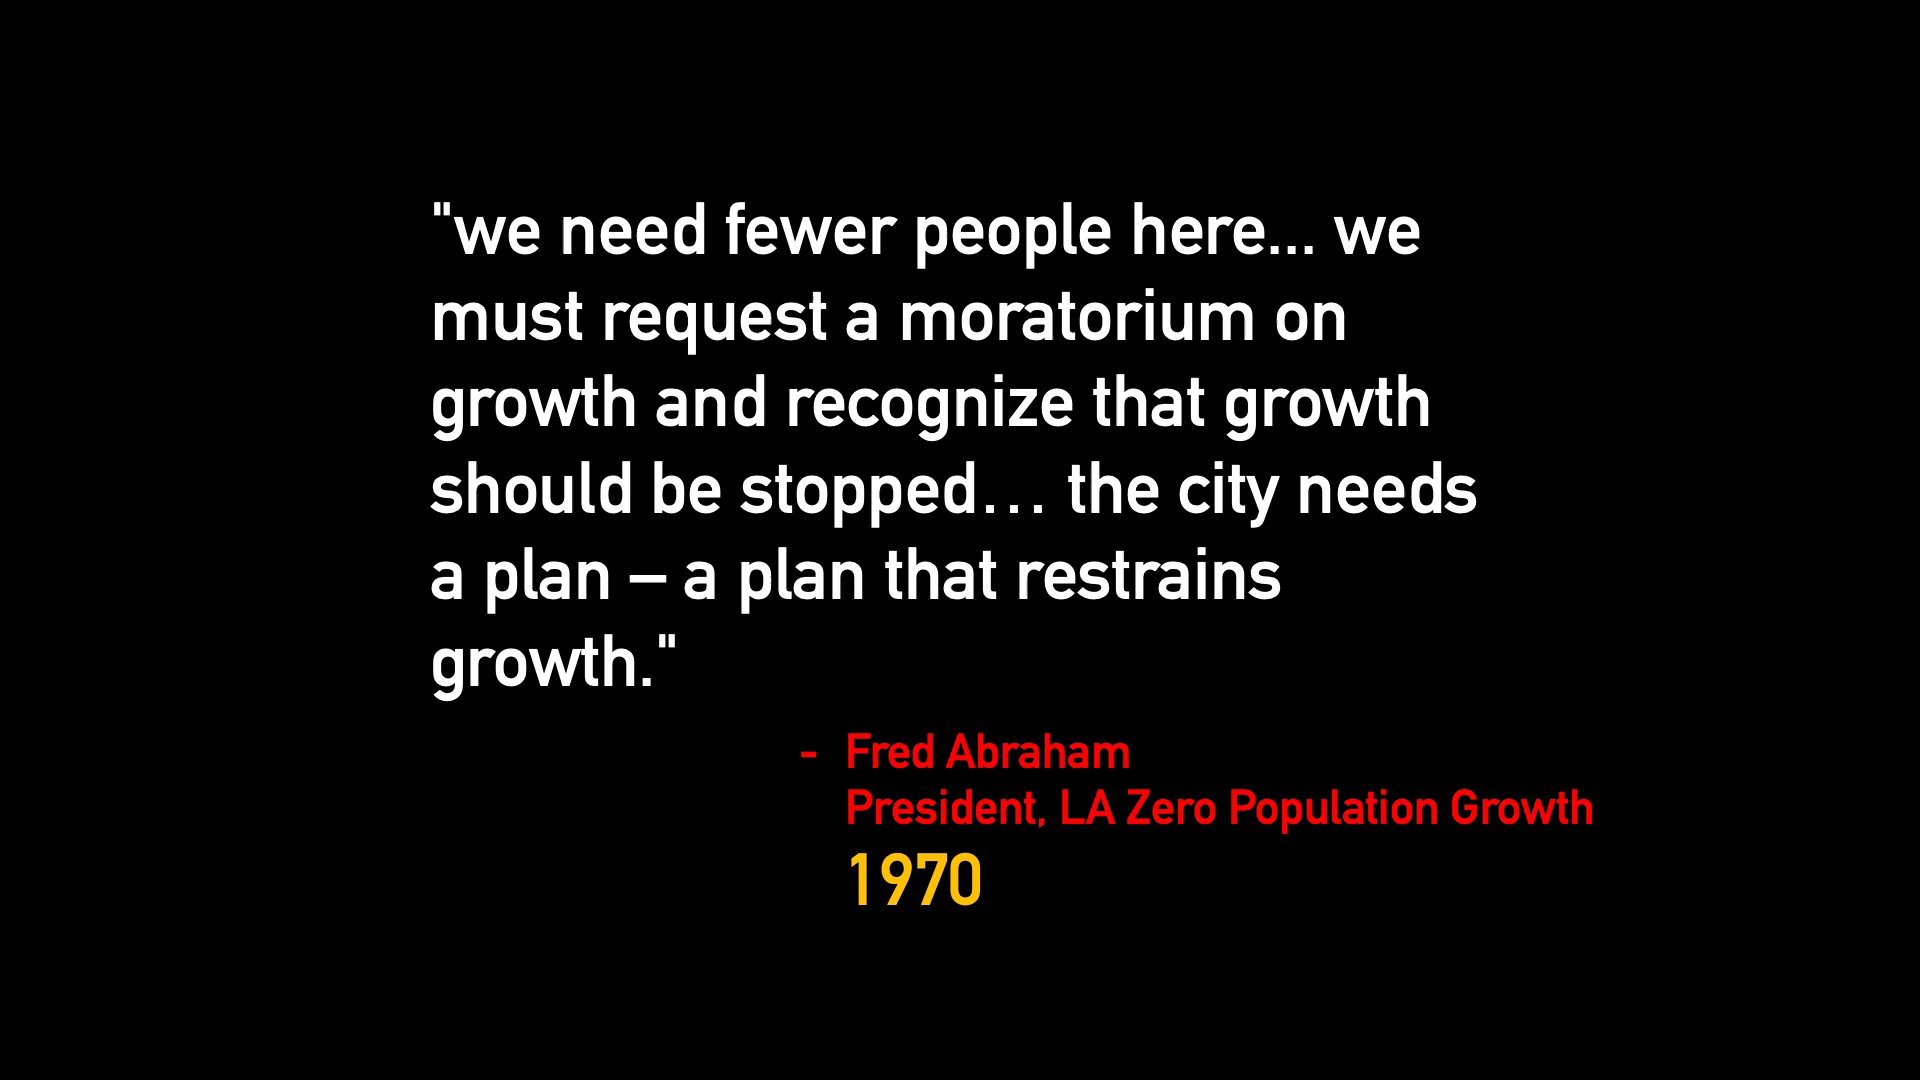 "we need fewer people here... we
must request a moratorium on
growth and recognize that growth
should be stopped… the city needs
a plan – a plan that restrains
growth."
- Fred Abraham
President, LA Zero Population Growth
1970